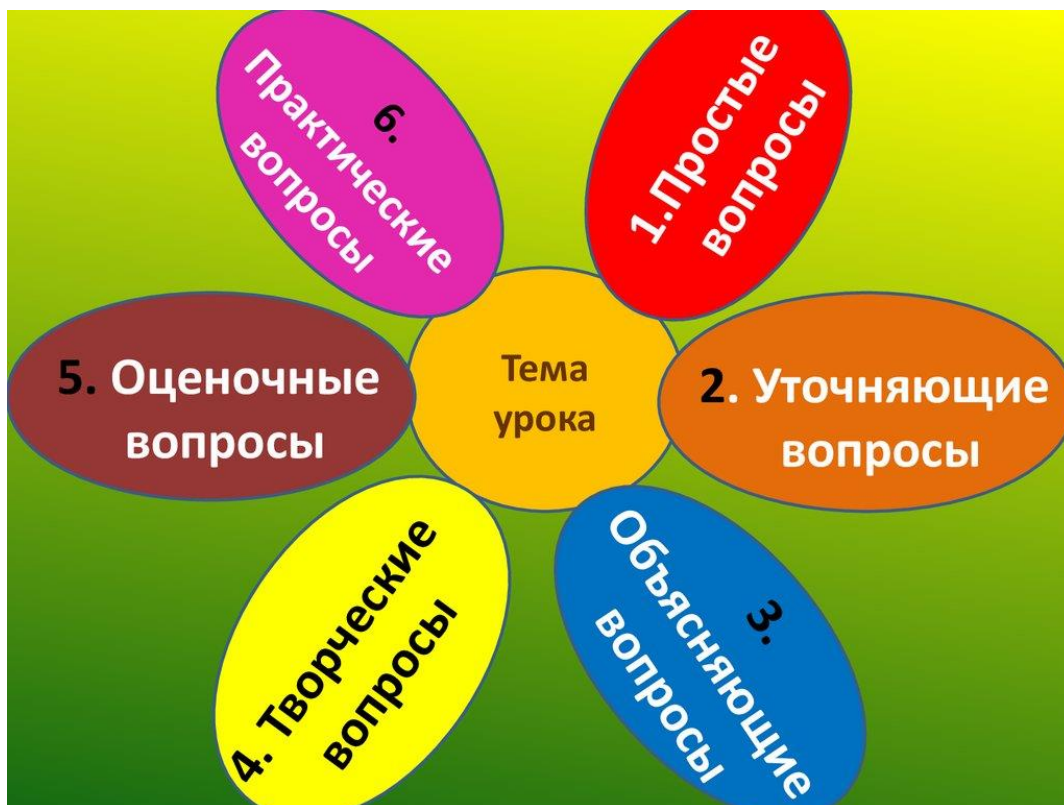 Тема
урока
1.Простые
вопросы
2. Уточняющие
вопросы
3.
Объясняющие
вопросы
4. Творческие
вопросы
5. Оценочные
вопросы
6.
Практические
вопросы